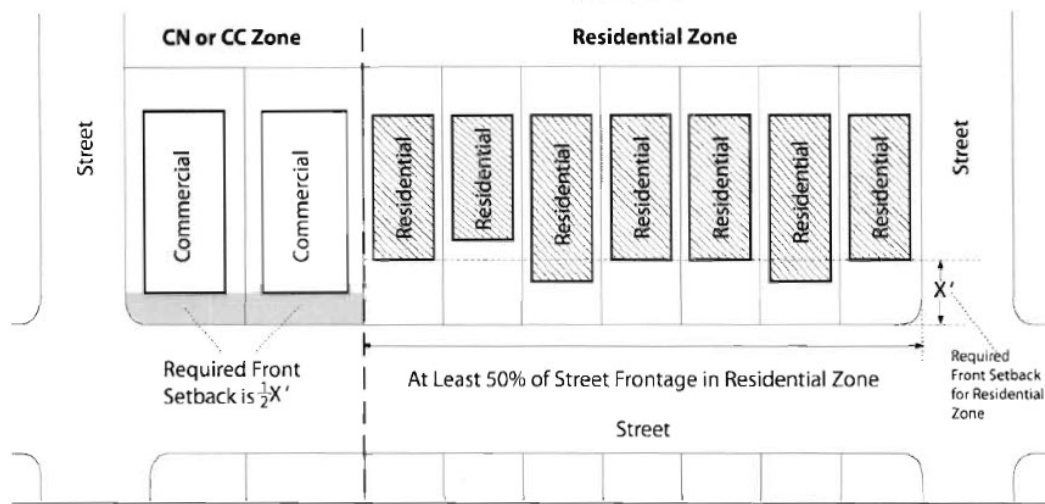 CN or CC Zone
Residential Zone
Street
Commercial
Commercial
Residential
Residential
Residential
Residential
Residential
Residential
Residential
Street
X'
Required Front
Setback is ½X'
At Least 50% of Street Frontage in Residential Zone
Required
Front Setback
for Residential
Zone
Street